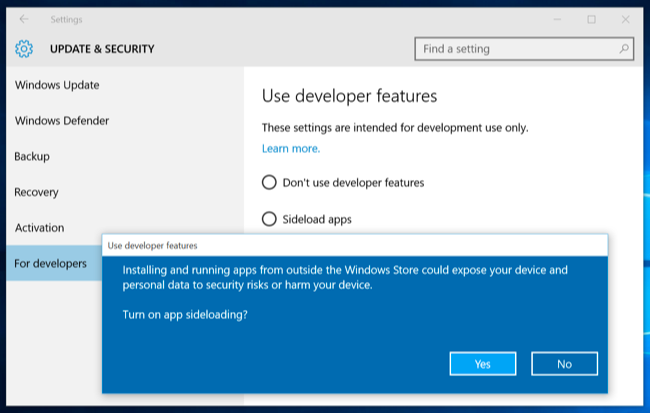 Settings
UPDATE & SECURITY
Find a setting
Windows Update
Windows Defender
Backup
Recovery
Activation
For developers
Use developer features
These settings are intended for development use only.
Learn more.
Don't use developer features
Sideload apps
Use developer features
Installing and running apps from outside the Windows Store could expose your device and
personal data to security risks or harm your device.
Turn on app sideloading?
Yes
No